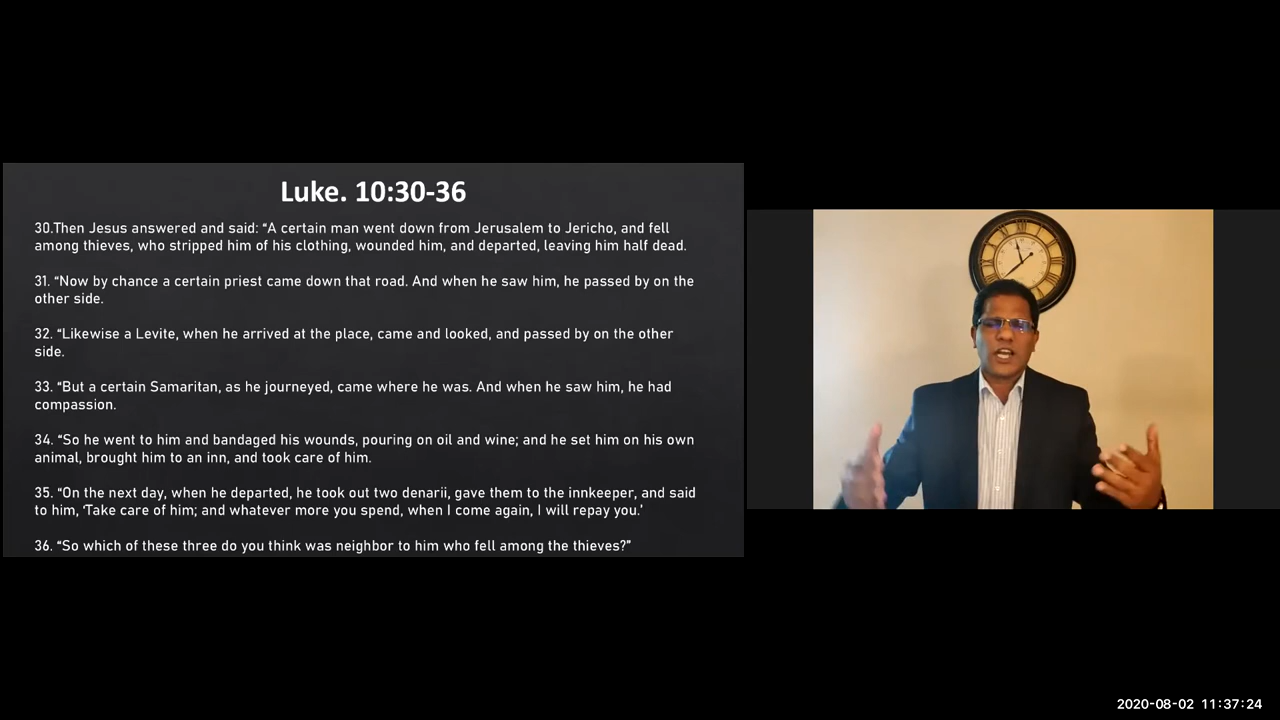 Luke. 10:30-36
30.Then Jesus answered and said: “A certain man went down from Jerusalem to Jericho, and fell
among thieves, who stripped him of his clothing, wounded him, and departed, leaving him half dead.
31. “Now by chance a certain priest came down that road. And when he saw him, he passed by on the
other side.
32. “Likewise a Levite, when he arrived at the place, came and looked, and passed by on the other
side.
33. “But a certain Samaritan, as he journeyed, came where he was. And when he saw him, he had
compassion.
34. “So he went to him and bandaged his wounds, pouring on oil and wine; and he set him on his own
animal, brought him to an inn, and took care of him.
35. “On the next day, when he departed, he took out two denarii, gave them to the innkeeper, and said
to him, ‘Take care of him; and whatever more you spend, when I come again, I will repay you.’
36. “So which of these three do you think was neighbor to him who fell among the thieves?”
2020-08-02 11:37:24